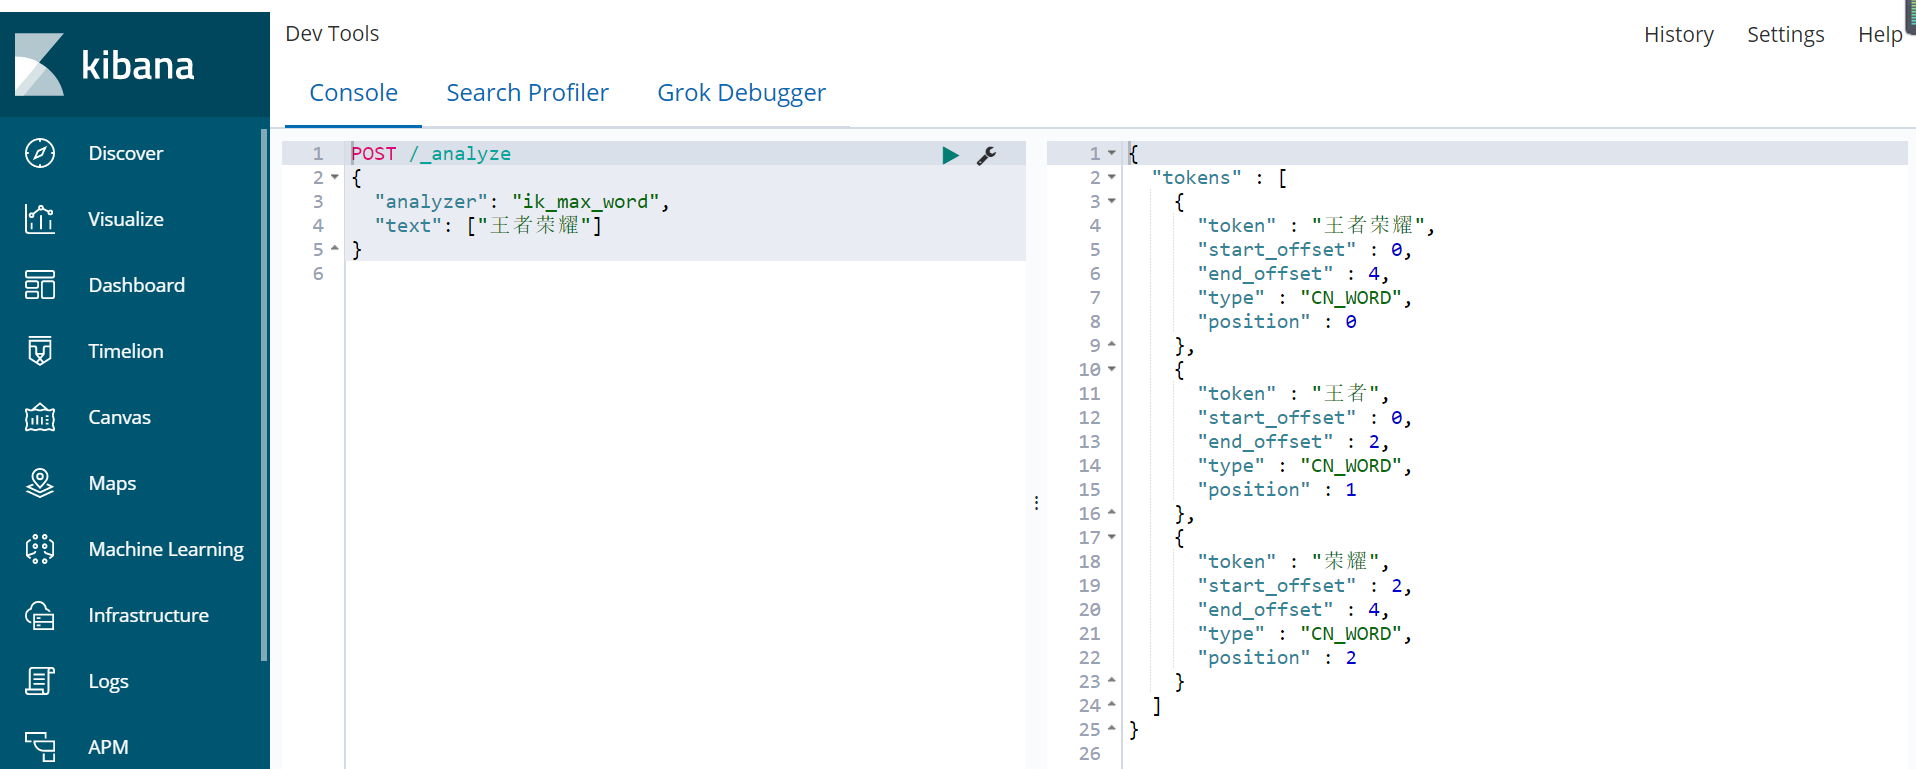 kibana
Discover
Visualize
Dashboard
Timelion
Canvas
Maps
Machine Learning
Infrastructure
Logs
APM
Dev Tools
History Settings Help
Console Search Profiler Grok Debugger
1 POST /_analyze
2 {
3 "analyzer": "ik_max_word",
4 "text": ["王者荣耀"]
5 }
6
1 {
2 "tokens" : [
3 {
4 "token" : "王者荣耀",
5 "start_offset" : 0,
6 "end_offset" : 4,
7 "type" : "CN_WORD",
8 "position" : 0
9 },
10 {
11 "token" : "王者",
12 "start_offset" : 0,
13 "end_offset" : 2,
14 "type" : "CN_WORD",
15 "position" : 1
16 },
17 {
18 "token" : "荣耀",
19 "start_offset" : 2,
20 "end_offset" : 4,
21 "type" : "CN_WORD",
22 "position" : 2
23 }
24 ]
25 }
26